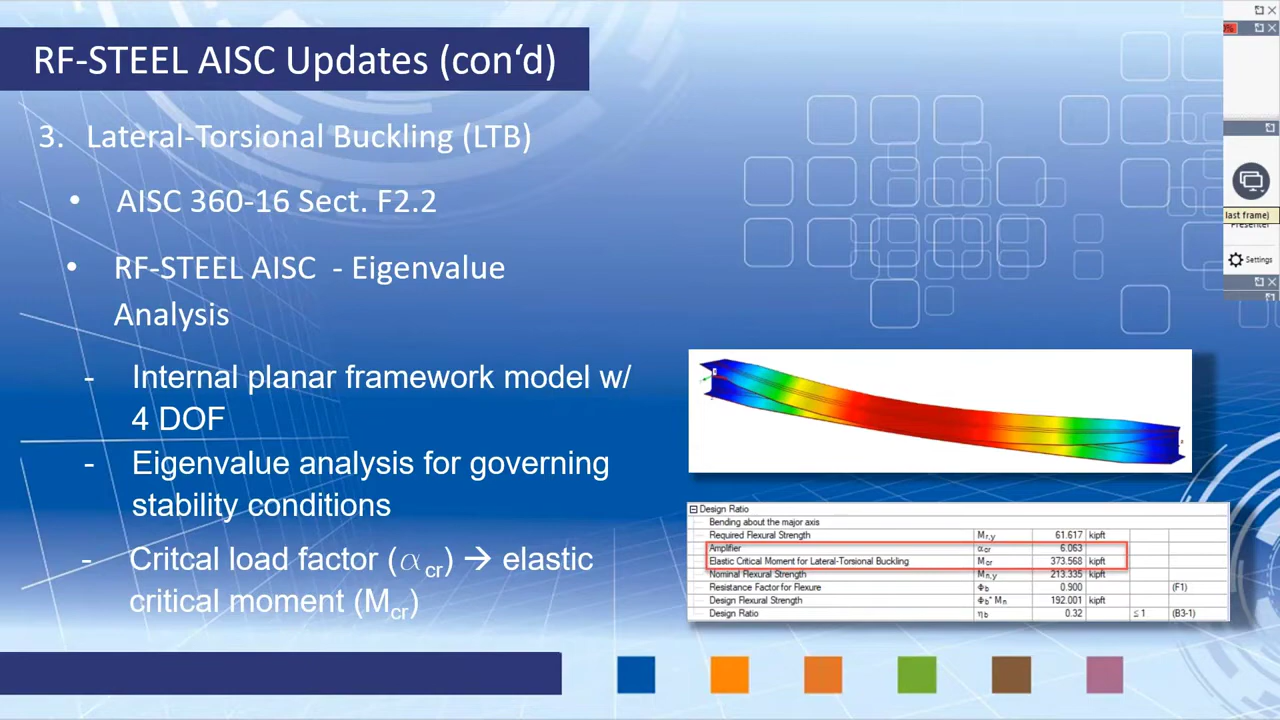 RF-STEEL AISC Updates (con‘d)
3. Lateral-Torsional Buckling (LTB)
• AISC 360-16 Sect. F2.2
• RF-STEEL AISC - Eigenvalue
Analysis
- Internal planar framework model w/
4 DOF
- Eigenvalue analysis for governing
stability conditions
- Critcal load factor (αcr) → elastic
critical moment (Mcr)
Design Ratio
Bending about the major axis
Required Flexural Strength Mr,y 61.617 kipft
Amplifier αcr 6.063
Elastic Critical Moment for Lateral-Torsional Buckling Mcr 373.568 kipft
Nominal Flexural Strength Mn,y 213.335 kipft
Resistance Factor for Flexure Φb 0.900 (F1)
Design Flexural Strength Φb* Mn 192.001 kipft
Design Ratio ηb 0.32 ≤ 1 (B3-1)
last frame)
Presenter
Settings